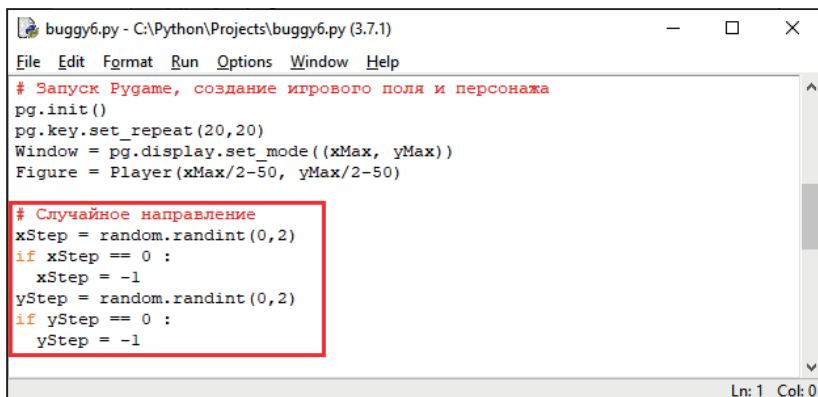 buggy6.py - C:\Python\Projects\buggy6.py (3.7.1)
File Edit Format Run Options Window Help
# Запуск Pygame, создание игрового поля и персонажа
pg.init()
pg.key.set_repeat(20,20)
Window = pg.display.set_mode((xMax, yMax))
Figure = Player(xMax/2-50, yMax/2-50)
# Случайное направление
xStep = random.randint(0,2)
if xStep == 0 :
  xStep = -1
yStep = random.randint(0,2)
if yStep == 0 :
  yStep = -1
Ln: 1 Col: 0